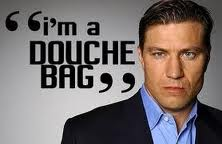 “i'm a
DOUCHE
BAG,,